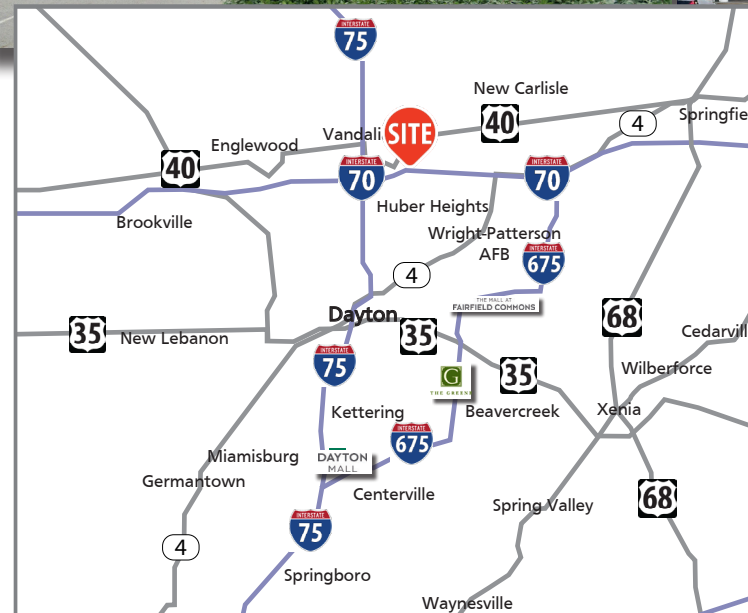 INTERSTATE
75
New Carlisle
40
4
Springfie
SITE
Vandali
Englewood
40
INTERSTATE
70
INTERSTATE
70
Huber Heights
Brookville
Wright-Patterson
AFB
INTERSTATE
675
4
THE MALL AT
FAIRFIELD COMMONS
Dayton
68
35
New Lebanon
35
Cedarvil
INTERSTATE
75
35
Wilberforce
G
THE GREENE
Kettering
Beavercreek
Xenia
INTERSTATE
675
Miamisburg
DAYTON
MALL
Germantown
Centerville
Spring Valley
68
INTERSTATE
75
4
Springboro
Waynesville